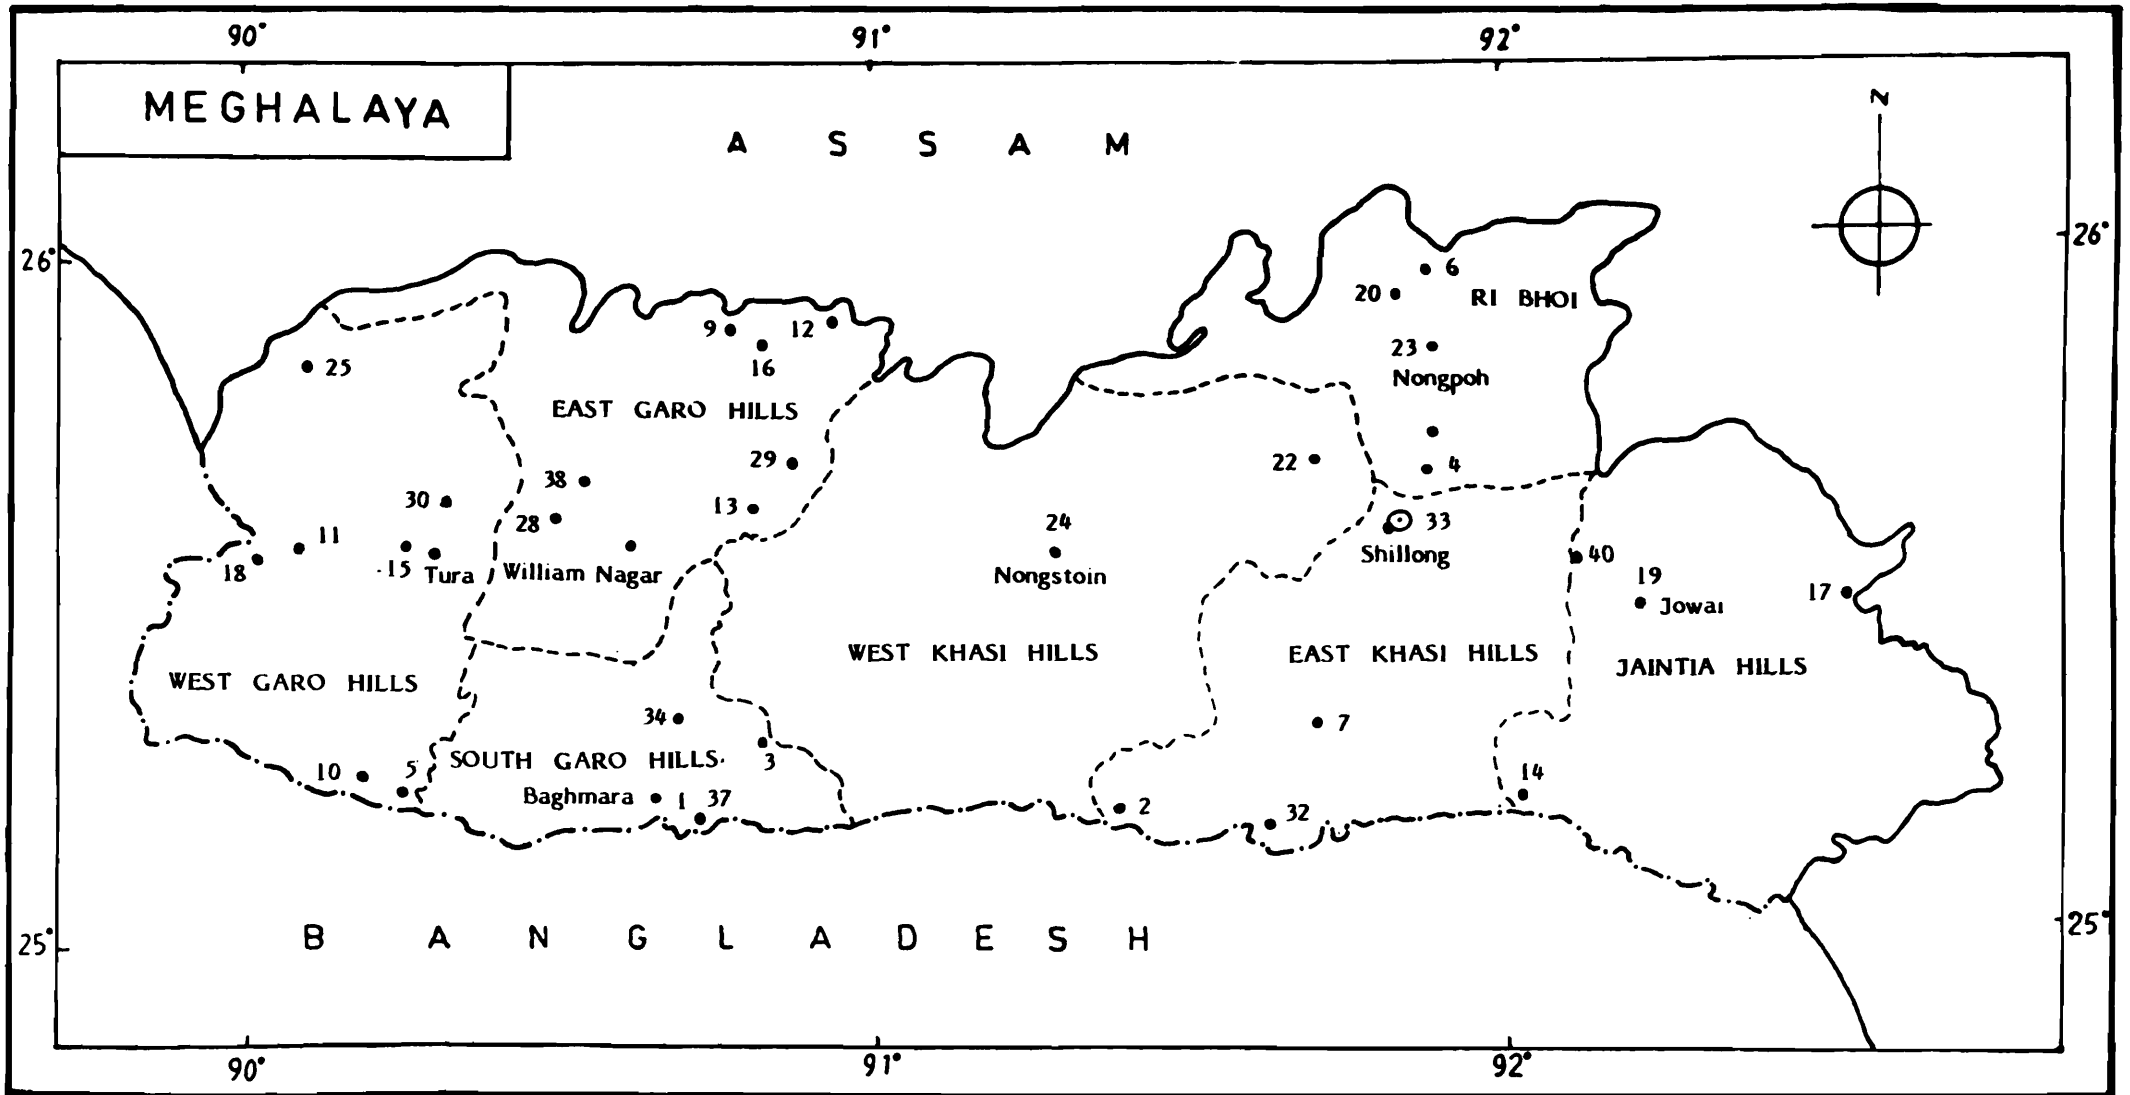 90° 91° 92°
MEGHALAYA
N
A S S A M
26° 26°
6
20 RI BHOI
9 12
16
23
Nongpoh
25
EAST GARO HILLS
29 22 4
38
30 13
28 24 33
11
18 15 Tura William Nagar Nongstoin Shillong 40
19
17
Jowai
WEST KHASI HILLS EAST KHASI HILLS JAINTIA HILLS
WEST GARO HILLS
34 7
SOUTH GARO HILLS 3
10 5 14
Baghmara 1 37 2 32
B A N G L A D E S H
25° 25°
90° 91° 92°